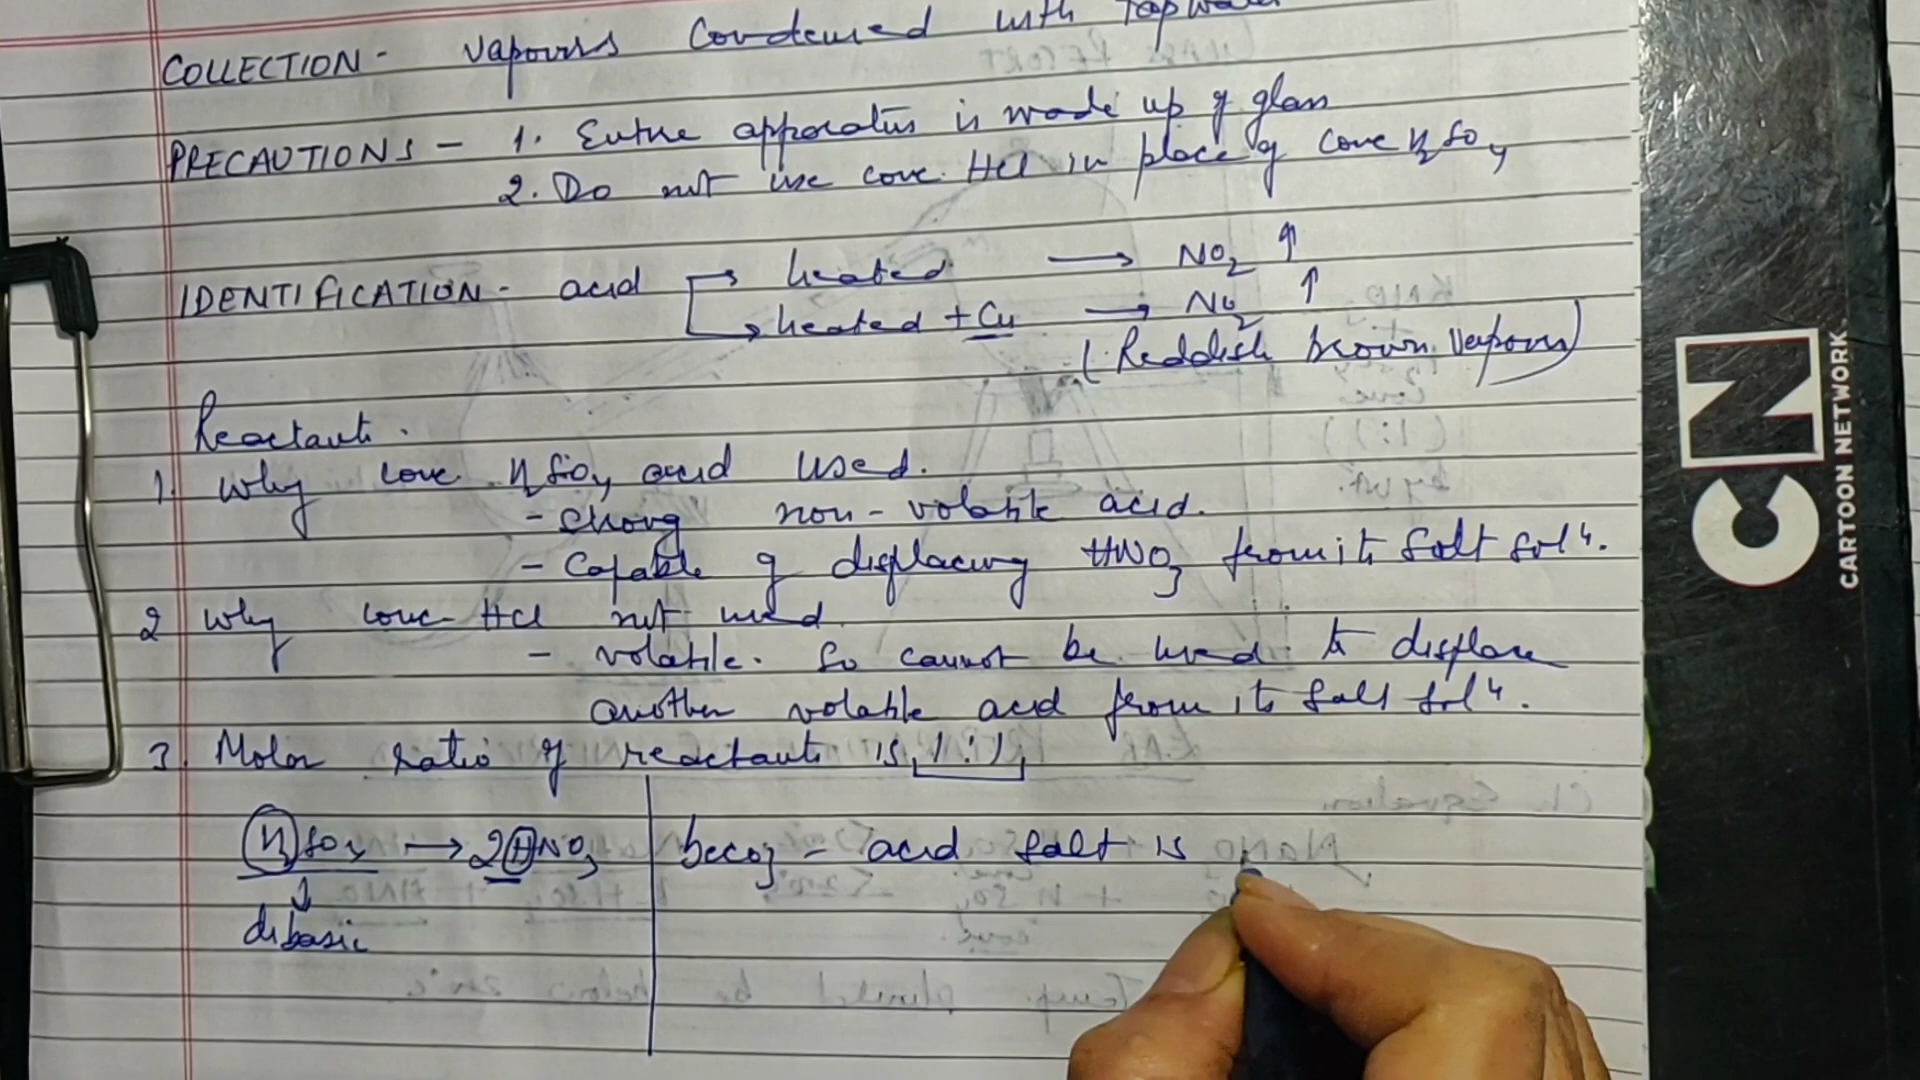 COLLECTION - vapours Condensed with Tap water
PRECAUTIONS - 1. Entire apparatus is made up of glass
2. Do not use conc. HCl in place of conc H2SO4
IDENTIFICATION - acid → heated → NO2 ↑
→ heated + Cu → NO2 ↑
(Reddish brown vapours)
Reactants.
1. Why conc. H2SO4 acid used.
- Strong non-volatile acid.
- Capable of displacing HNO3 from its salt soln.
2 Why conc HCl not used
- volatile. So cannot be used to displace
another volatile acid from its salt soln.
3. Molar ratio of reactants is 1:1
H2SO4 → 2HNO3 becoz - acid salt is
↓
dibasic
CN
CARTOON NETWORK